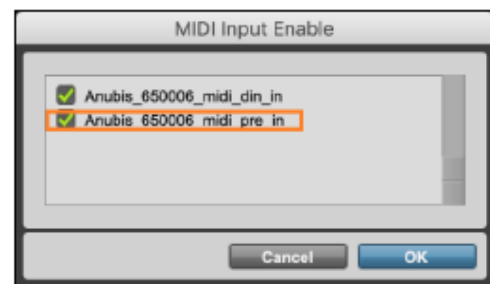 MIDI Input Enable
Anubis_650006_midi_din_in
Anubis_650006_midi_pre_in
Cancel OK